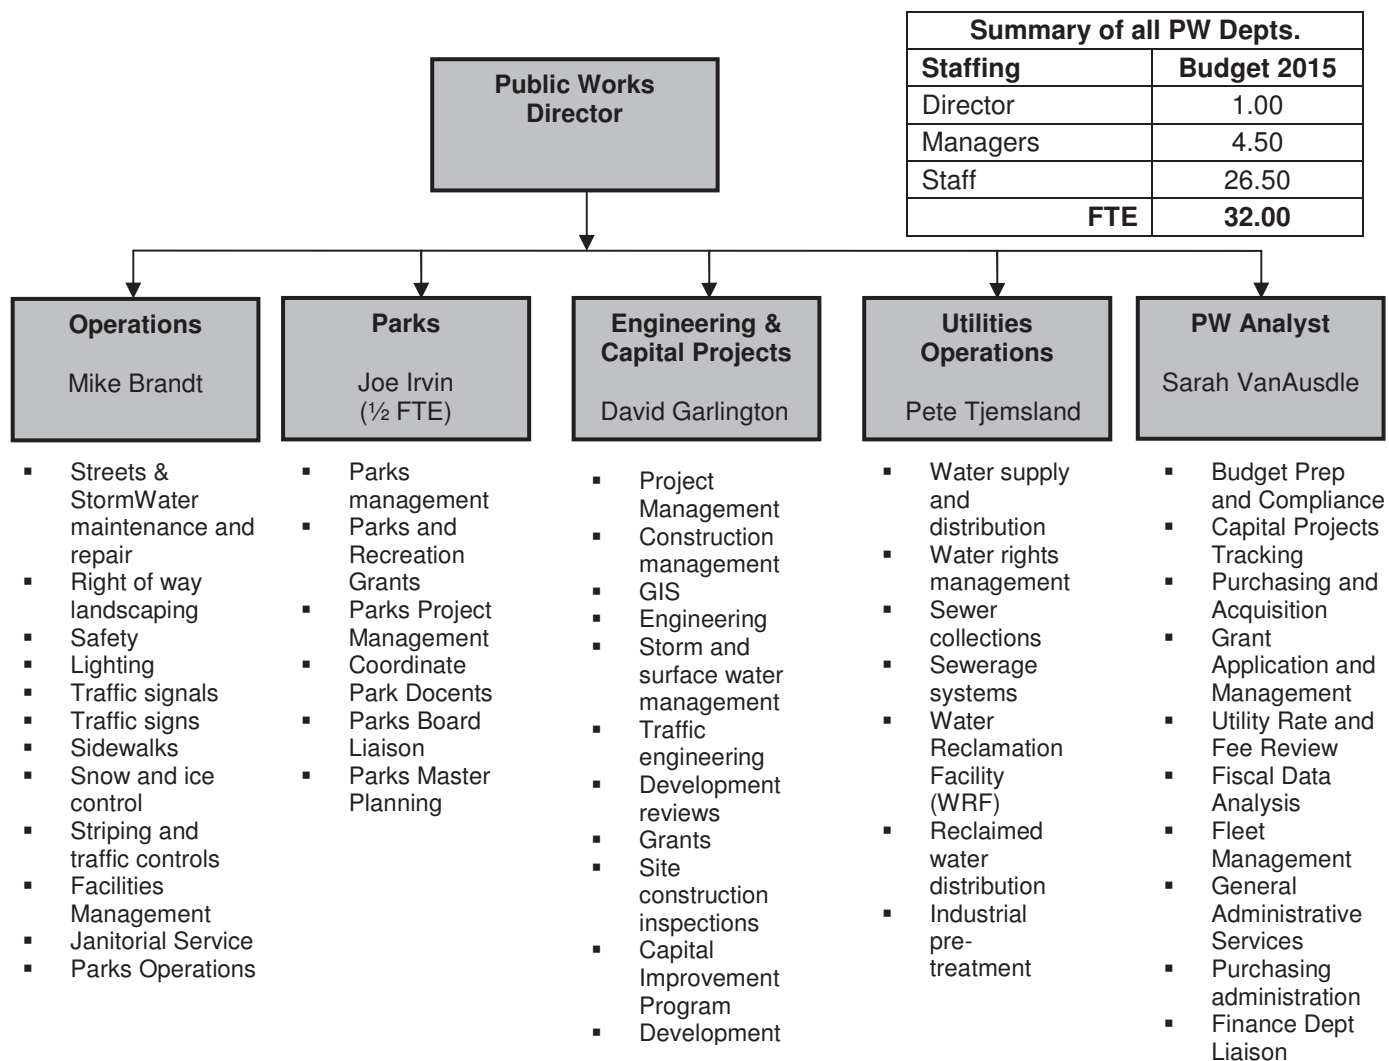 Summary of all PW Depts.
Staffing Budget 2015
Director 1.00
Managers 4.50
Staff 26.50
FTE 32.00
Public Works
Director
Operations
Mike Brandt
Parks
Joe Irvin
(½ FTE)
Engineering &
Capital Projects
David Garlington
Utilities
Operations
Pete Tjemsland
PW Analyst
Sarah VanAusdle
▪ Streets &
StormWater
maintenance and
repair
▪ Right of way
landscaping
▪ Safety
▪ Lighting
▪ Traffic signals
▪ Traffic signs
▪ Sidewalks
▪ Snow and ice
control
▪ Striping and
traffic controls
▪ Facilities
Management
▪ Janitorial Service
▪ Parks Operations
▪ Parks
management
▪ Parks and
Recreation
Grants
▪ Parks Project
Management
▪ Coordinate
Park Docents
▪ Parks Board
Liaison
▪ Parks Master
Planning
▪ Project
Management
▪ Construction
management
▪ GIS
▪ Engineering
▪ Storm and
surface water
management
▪ Traffic
engineering
▪ Development
reviews
▪ Grants
▪ Site
construction
inspections
▪ Capital
Improvement
Program
▪ Development
▪ Water supply
and
distribution
▪ Water rights
management
▪ Sewer
collections
▪ Sewerage
systems
▪ Water
Reclamation
Facility
(WRF)
▪ Reclaimed
water
distribution
▪ Industrial
pre-
treatment
▪ Budget Prep
and Compliance
▪ Capital Projects
Tracking
▪ Purchasing and
Acquisition
▪ Grant
Application and
Management
▪ Utility Rate and
Fee Review
▪ Fiscal Data
Analysis
▪ Fleet
Management
▪ General
Administrative
Services
▪ Purchasing
administration
▪ Finance Dept
Liaison